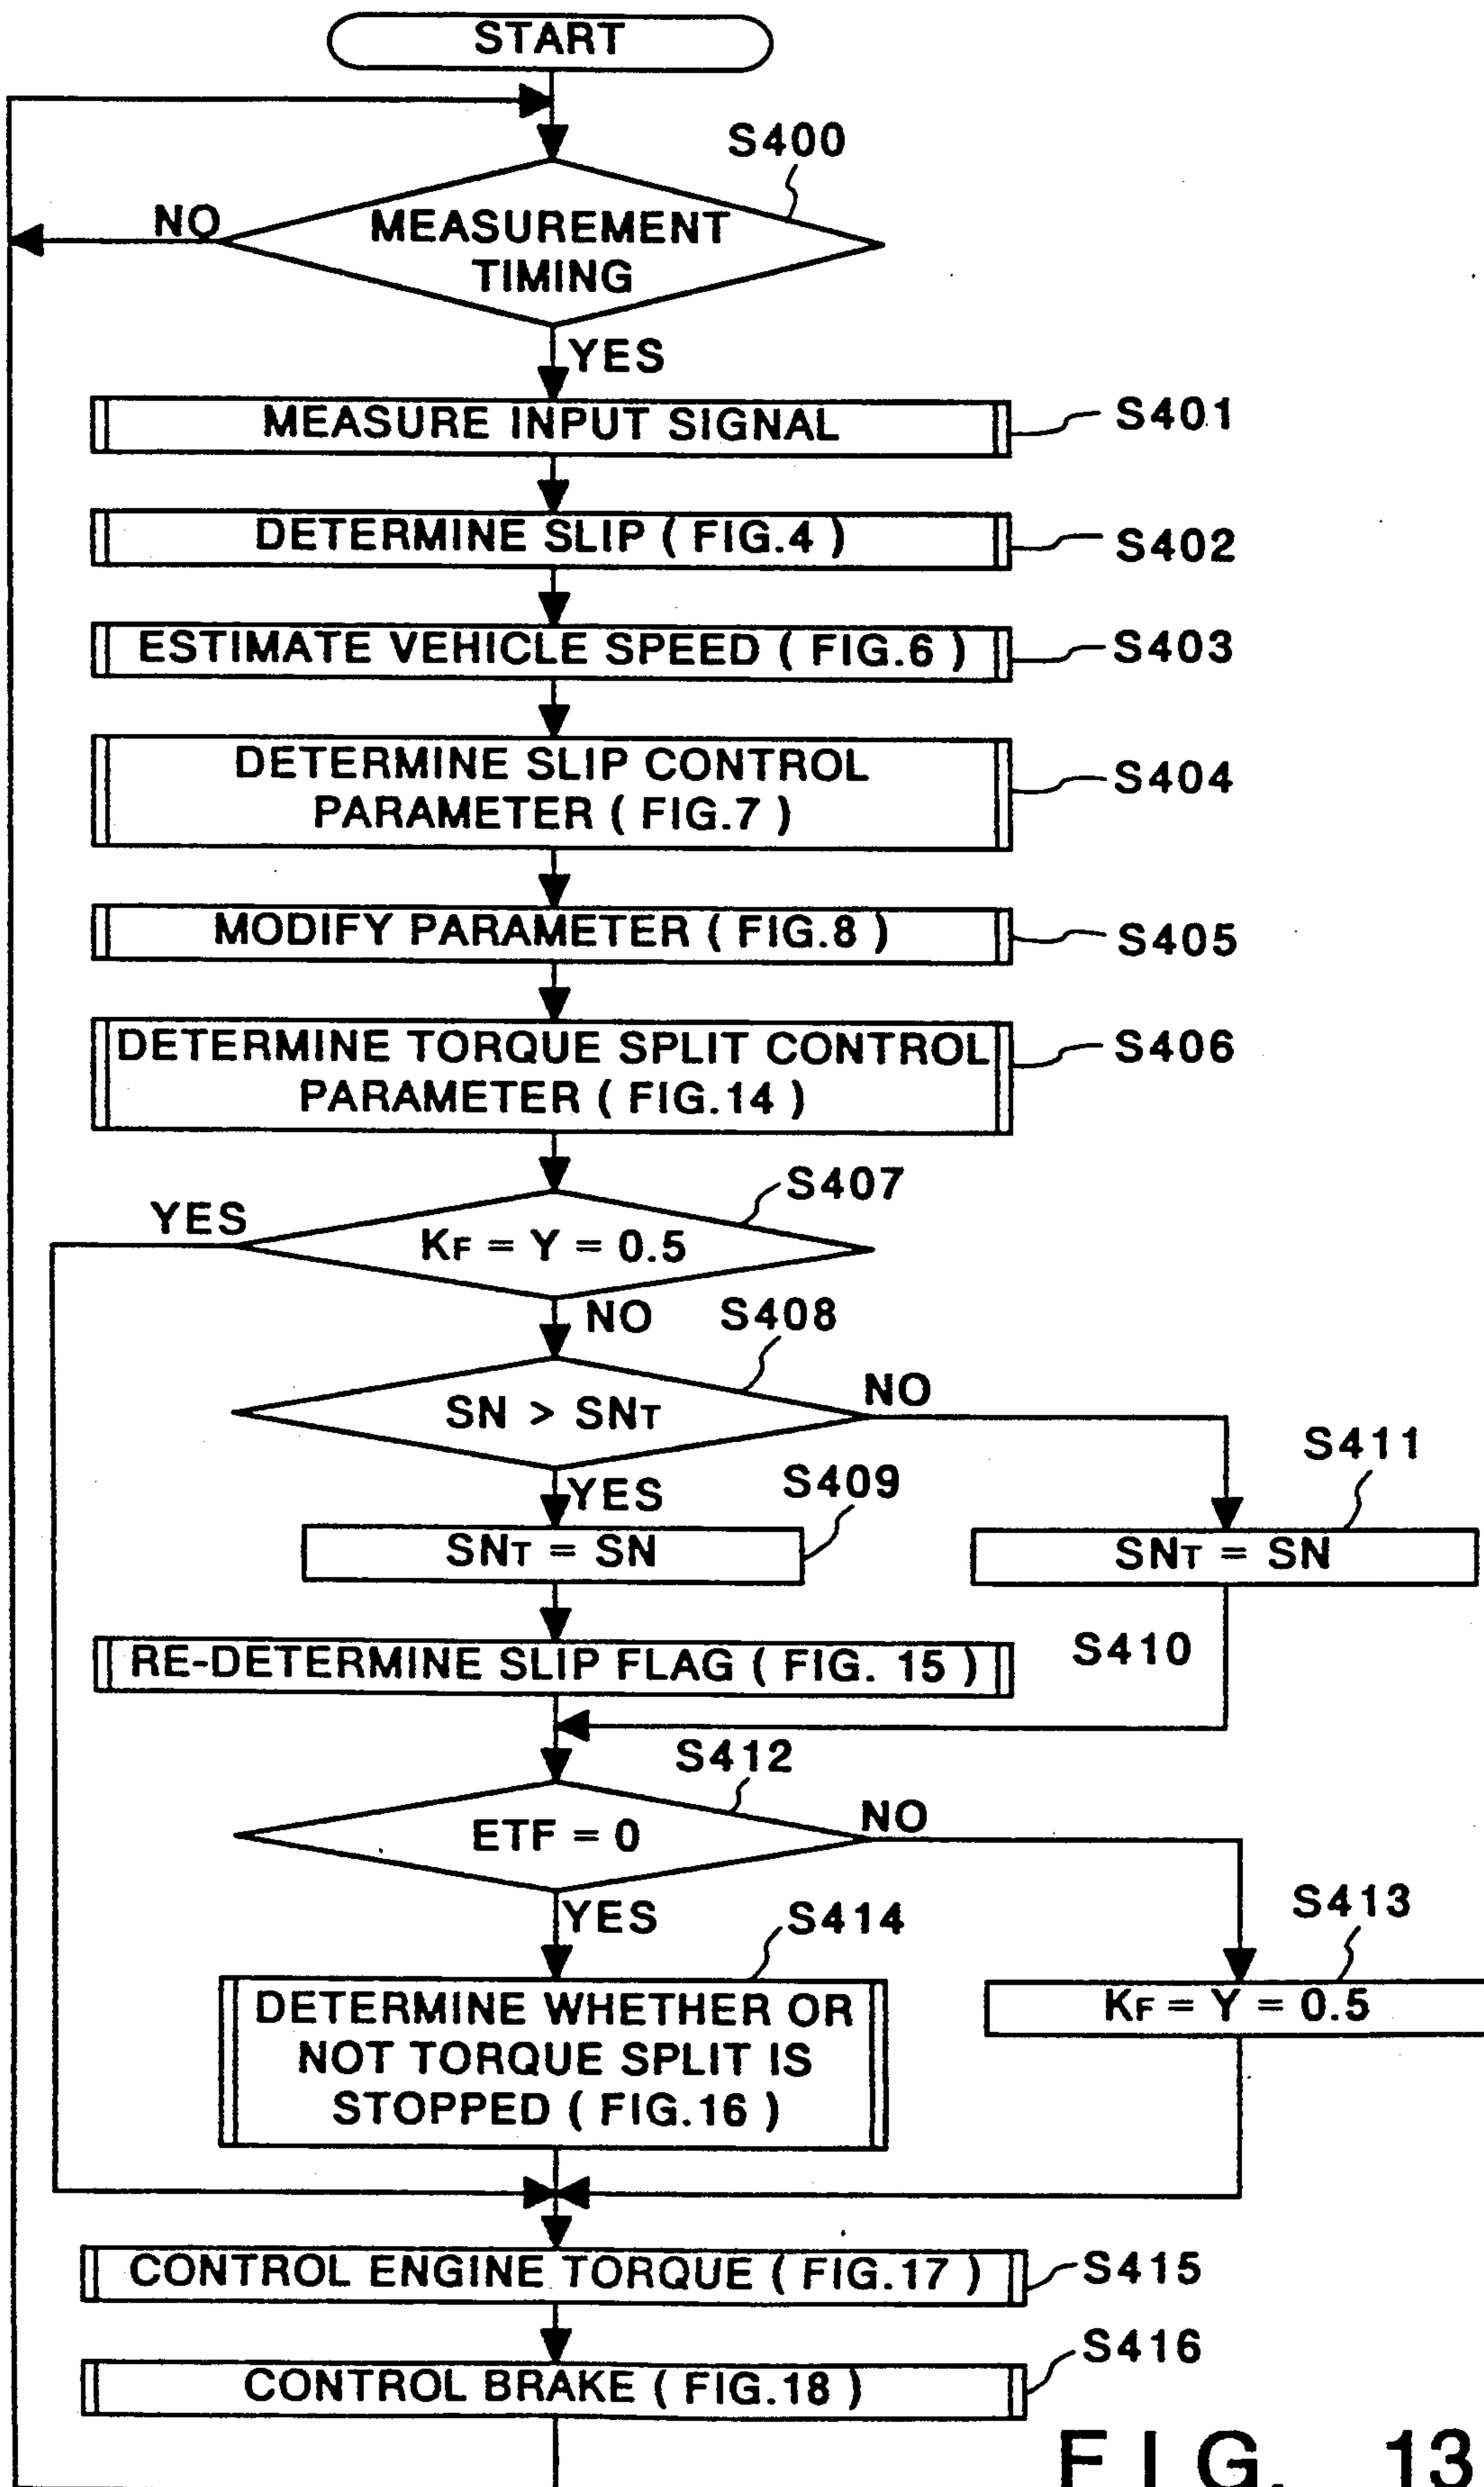 START
S400
NO
MEASUREMENT
TIMING
YES
MEASURE INPUT SIGNAL
S401
DETERMINE SLIP ( FIG.4 )
S402
ESTIMATE VEHICLE SPEED ( FIG.6 )
S403
DETERMINE SLIP CONTROL
PARAMETER ( FIG.7 )
S404
MODIFY PARAMETER ( FIG.8 )
S405
DETERMINE TORQUE SPLIT CONTROL
PARAMETER ( FIG.14 )
S406
S407
YES
KF = Y = 0.5
NO
S408
SN > SNT
NO
S411
YES
S409
SNT = SN
SNT = SN
RE-DETERMINE SLIP FLAG ( FIG. 15 )
S410
S412
ETF = 0
NO
YES
S414
S413
DETERMINE WHETHER OR
NOT TORQUE SPLIT IS
STOPPED ( FIG.16 )
KF = Y = 0.5
CONTROL ENGINE TORQUE ( FIG.17 )
S415
CONTROL BRAKE ( FIG.18 )
S416
FIG. 13